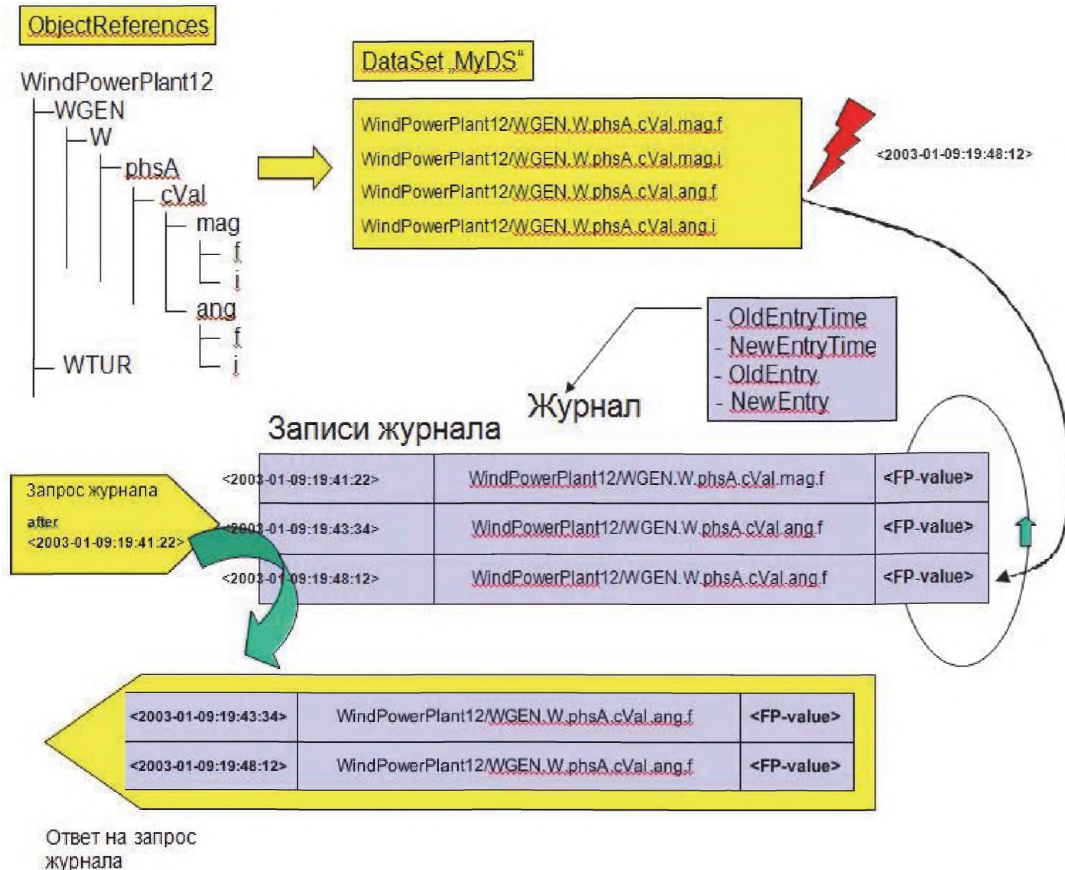 ObjectReferences
WindPowerPlant12
WGEN
W
phsA
cVal
mag
f
i
ang
f
i
WTUR
DataSet „MyDS“
WindPowerPlant12/WGEN.W.phsA.cVal.mag.f
WindPowerPlant12/WGEN.W.phsA.cVal.mag.i
WindPowerPlant12/WGEN.W.phsA.cVal.ang.f
WindPowerPlant12/WGEN.W.phsA.cVal.ang.i
<2003-01-09:19:48:12>
- OldEntryTime
- NewEntryTime
- OldEntry
- NewEntry
Журнал
Записи журнала
Запрос журнала
after
<2003-01-09:19:41:22>
<2003-01-09:19:41:22> WindPowerPlant12/WGEN.W.phsA.cVal.mag.f <FP-value>
<2003-01-09:19:43:34> WindPowerPlant12/WGEN.W.phsA.cVal.ang.f <FP-value>
<2003-01-09:19:48:12> WindPowerPlant12/WGEN.W.phsA.cVal.ang.f <FP-value>
<2003-01-09:19:43:34> WindPowerPlant12/WGEN.W.phsA.cVal.ang.f <FP-value>
<2003-01-09:19:48:12> WindPowerPlant12/WGEN.W.phsA.cVal.ang.f <FP-value>
Ответ на запрос
журнала